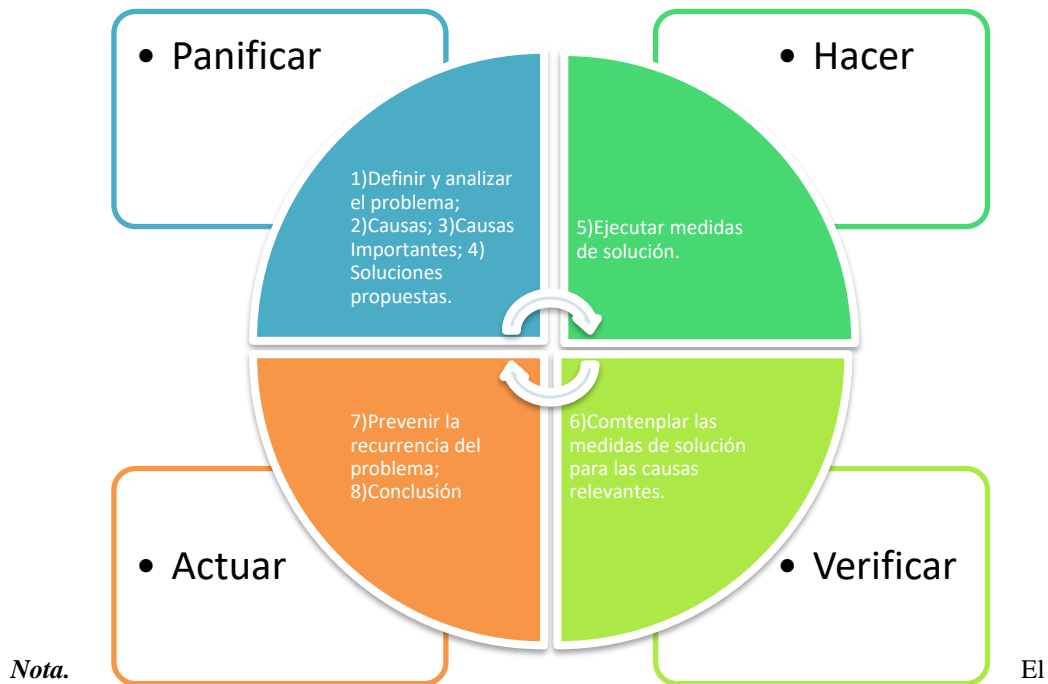 • Panificar
• Hacer
1)Definir y analizar
el problema;
2)Causas; 3)Causas
Importantes; 4)
Soluciones
propuestas.
5)Ejecutar medidas
de solución.
7)Prevenir la
recurrencia del
problema;
8)Conclusión
6)Comtenplar las
medidas de solución
para las causas
relevantes.
• Actuar
• Verificar
Nota. El